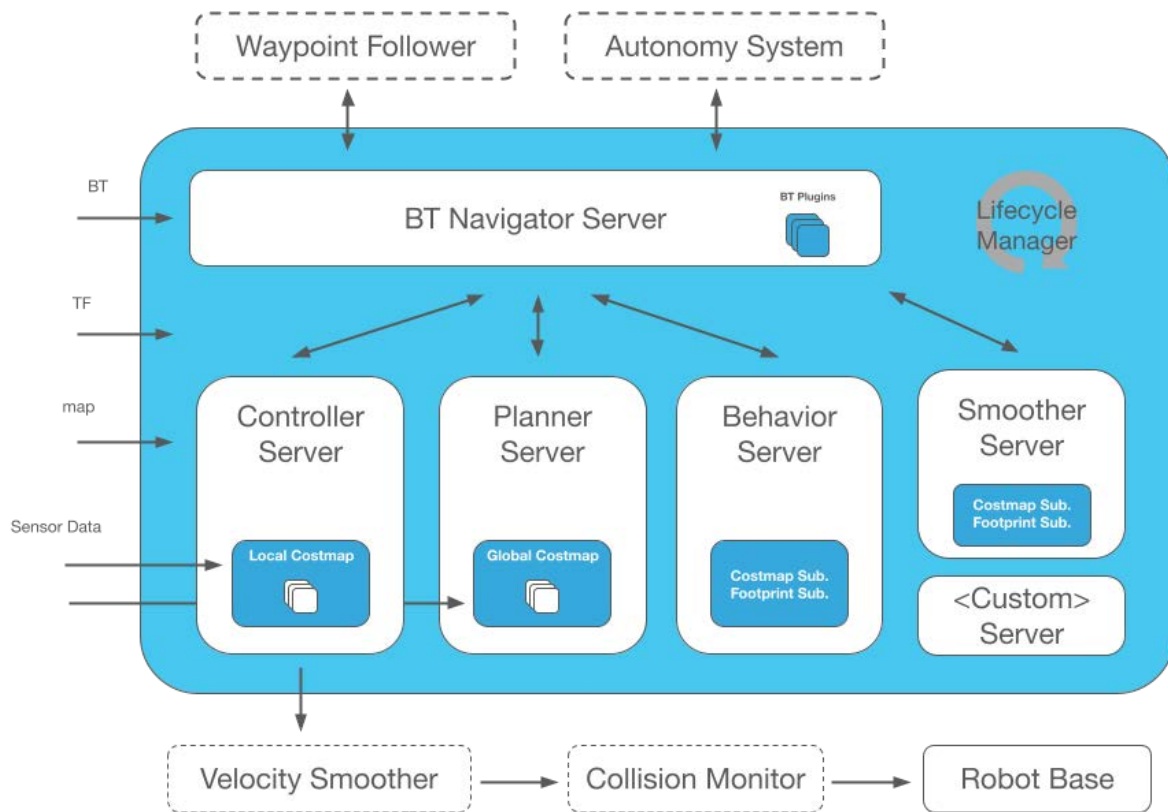 Waypoint Follower
Autonomy System
BT
BT Navigator Server
BT Plugins
Lifecycle
Manager
TF
map
Sensor Data
Controller
Server
Local Costmap
Planner
Server
Global Costmap
Behavior
Server
Costmap Sub.
Footprint Sub.
Smoother
Server
Costmap Sub.
Footprint Sub.
<Custom>
Server
Velocity Smoother
Collision Monitor
Robot Base